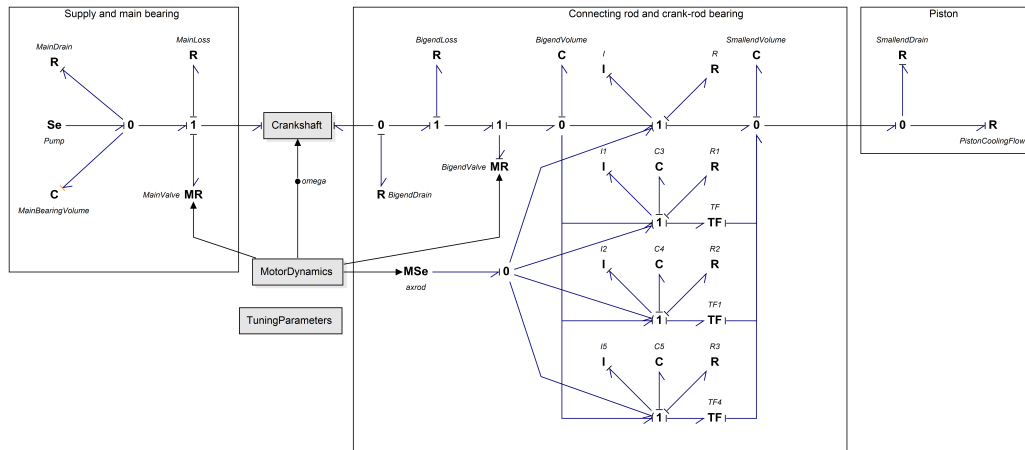 Supply and main bearing
Connecting rod and crank-rod bearing
Piston
MainDrain
R
MainLoss
R
BigendLoss
R
BigendVolume
C
I
I
R
R
SmallendVolume
C
SmallendDrain
R
Se
Pump
0
1
Crankshaft
0
1
1
0
1
0
0
R
PistonCoolingFlow
C
MainBearingVolume
MainValve
MR
omega
R
BigendDrain
BigendValve
MR
I1
I
C3
C
R1
R
1
TF
TF
MotorDynamics
MSe
axrod
0
I2
I
C4
C
R2
R
1
TF1
TF
TuningParameters
I5
I
C5
C
R3
R
1
TF4
TF